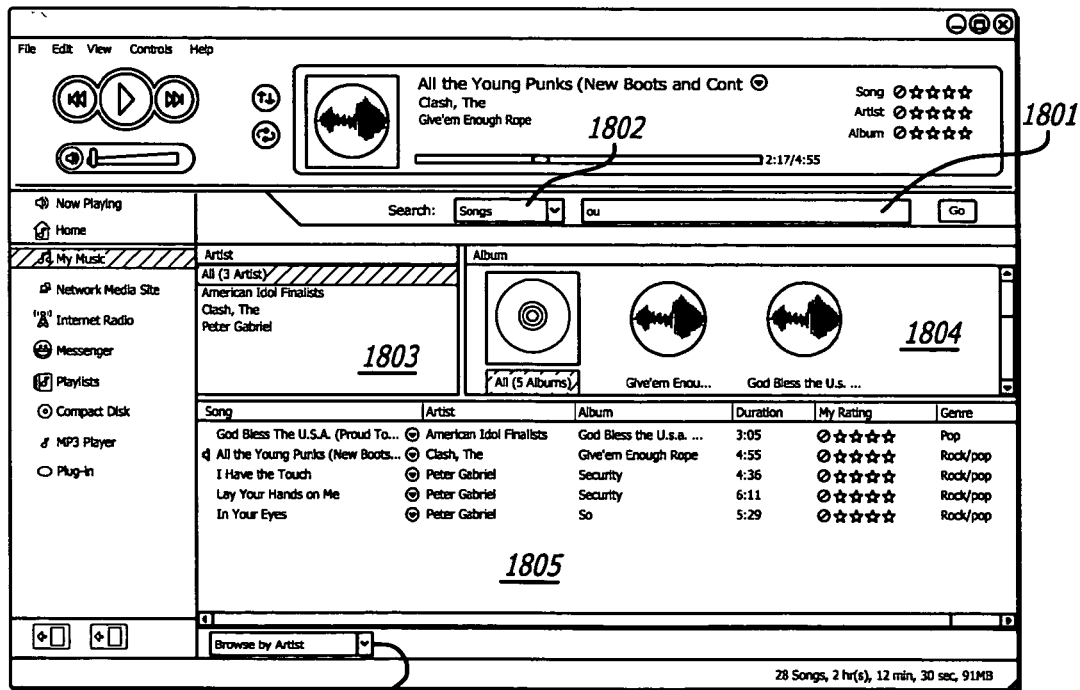 File Edit View Controls Help
All the Young Punks (New Boots and Cont
Clash, The
Give'em Enough Rope
Song
Artist
Album
1802
1801
2:17/4:55
Now Playing
Search: Songs ou Go
Home
My Music
Network Media Site
Internet Radio
Messenger
Playlists
Compact Disk
MP3 Player
Plug-in
Artist
All (3 Artist)
American Idol Finalists
Clash, The
Peter Gabriel
1803
Album
1804
All (5 Albums) Give'em Enou... God Bless the U.s. ...
Song Artist Album Duration My Rating Genre
God Bless The U.S.A. (Proud To... American Idol Finalists God Bless the U.s.a. ... 3:05 Pop
All the Young Punks (New Boots... Clash, The Give'em Enough Rope 4:55 Rock/pop
I Have the Touch Peter Gabriel Security 4:36 Rock/pop
Lay Your Hands on Me Peter Gabriel Security 6:11 Rock/pop
In Your Eyes Peter Gabriel So 5:29 Rock/pop
1805
Browse by Artist
28 Songs, 2 hr(s), 12 min, 30 sec, 91MB